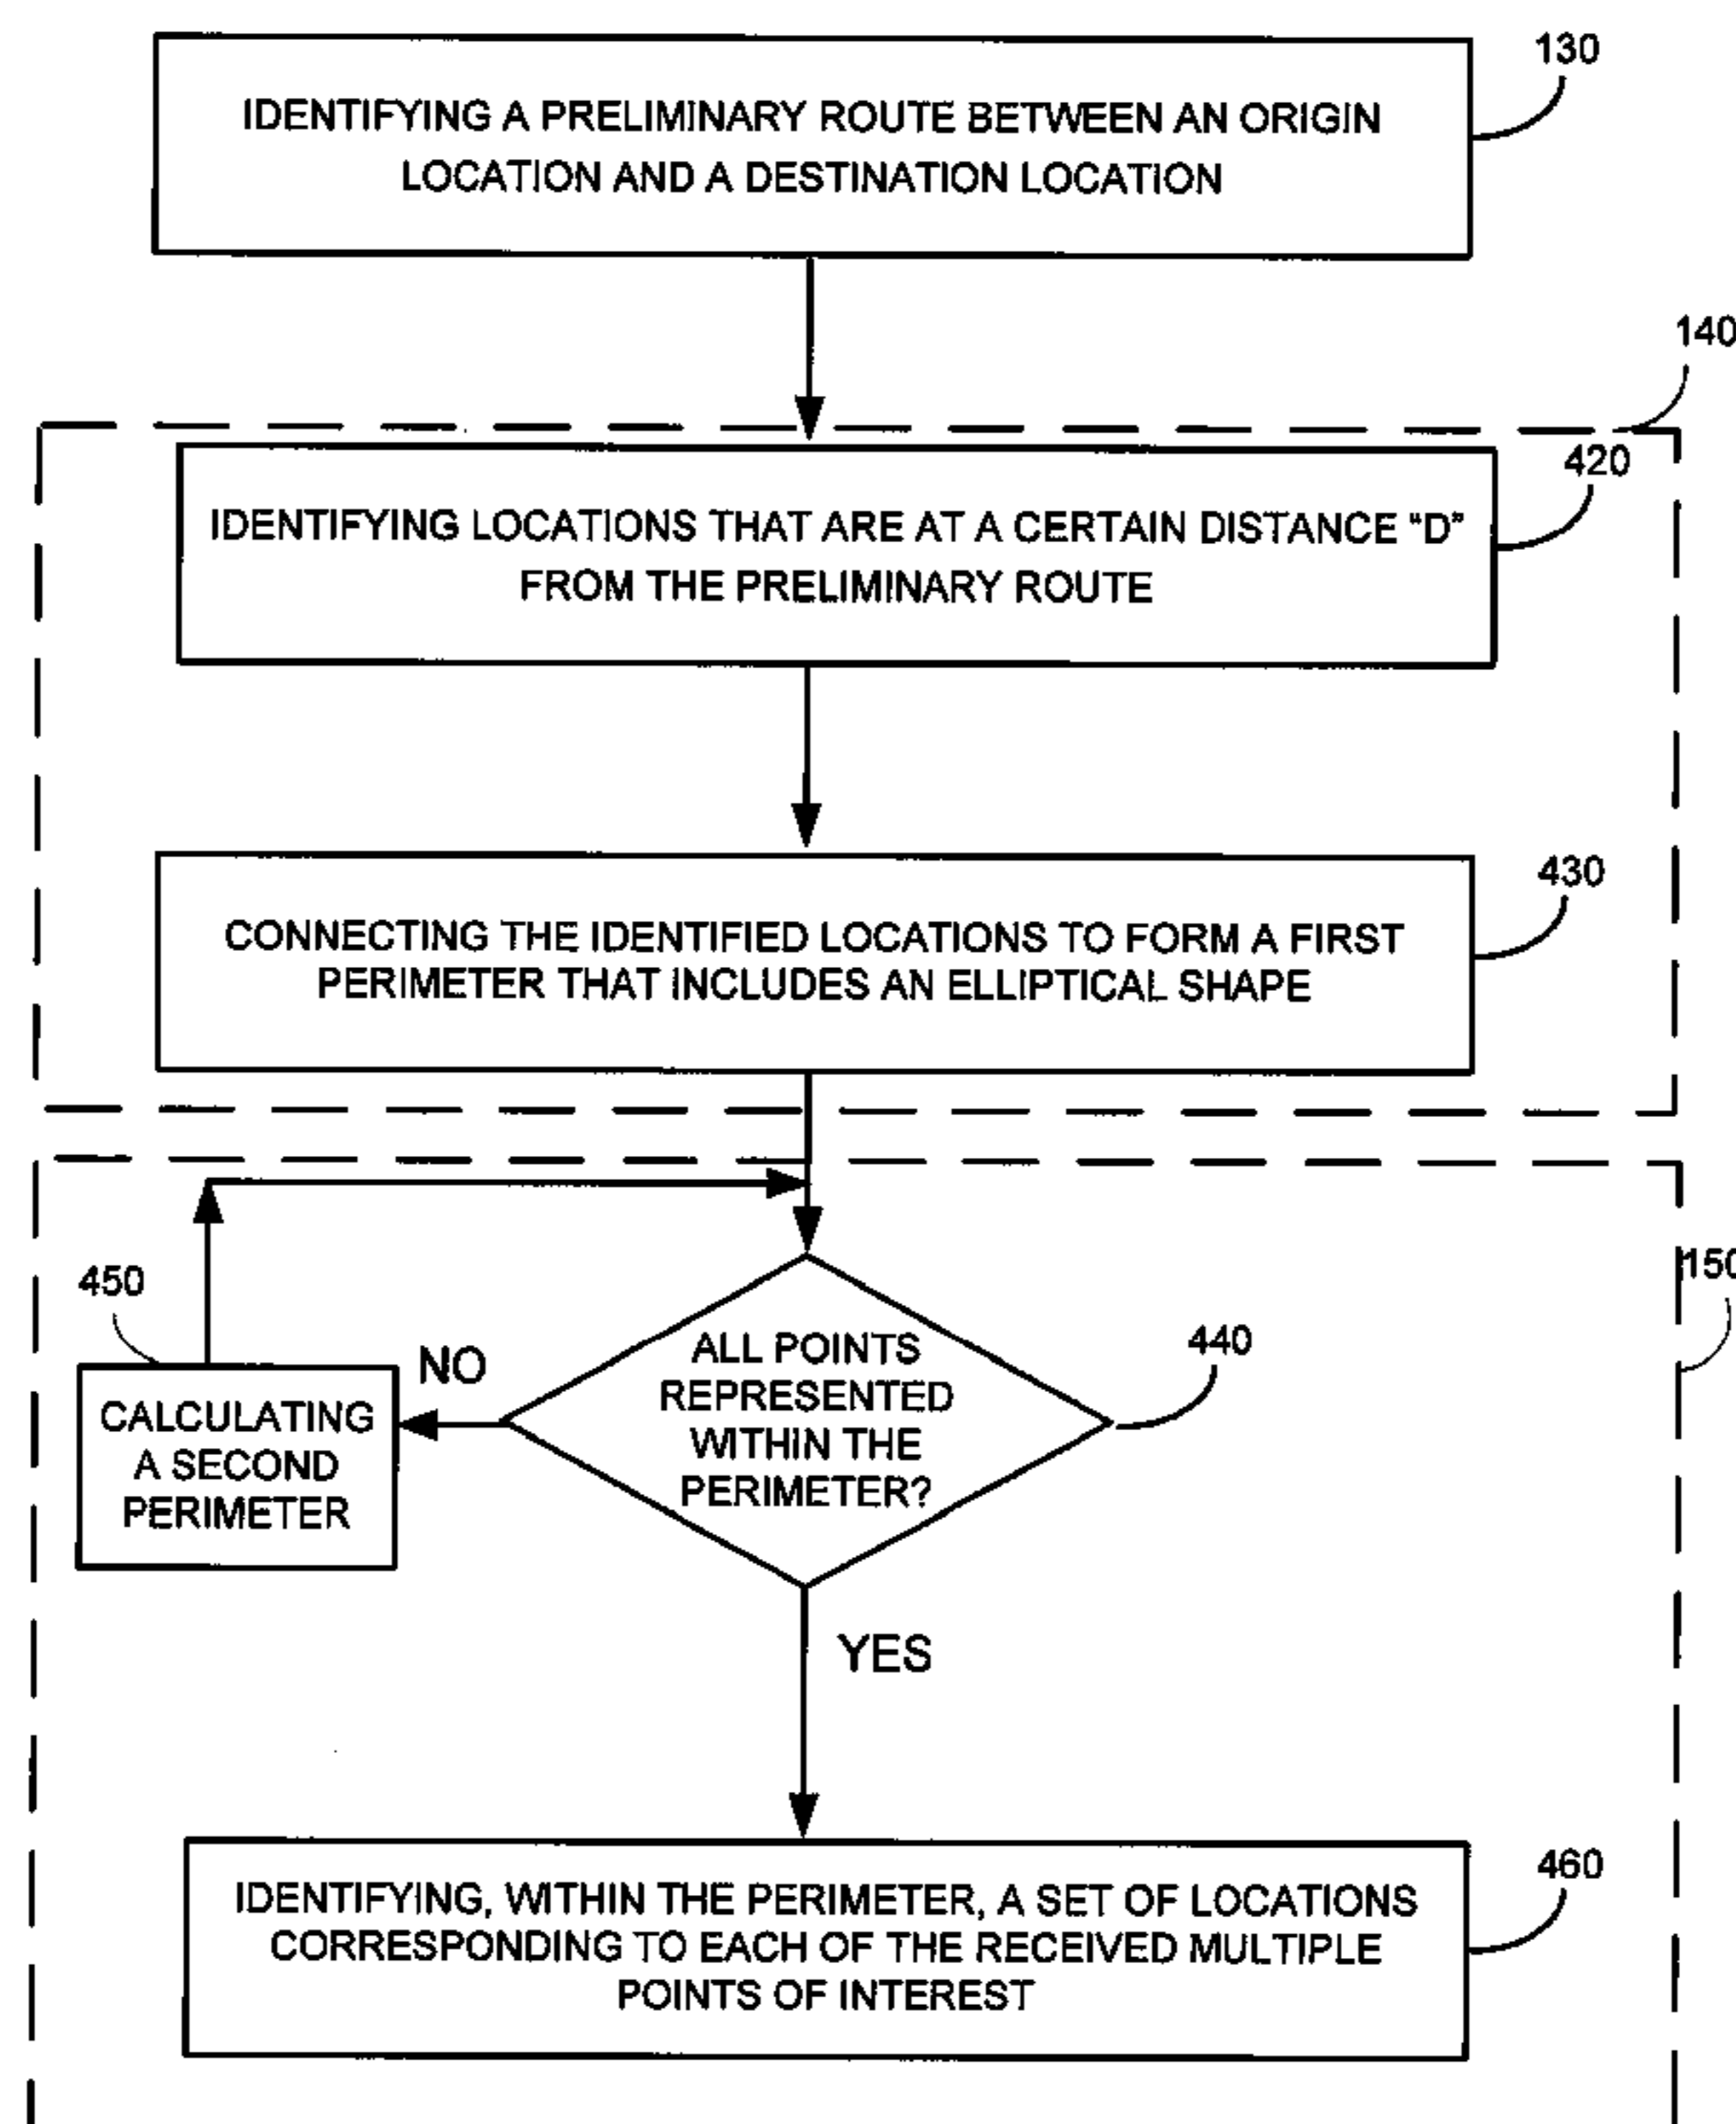 130
IDENTIFYING A PRELIMINARY ROUTE BETWEEN AN ORIGIN
LOCATION AND A DESTINATION LOCATION
140
420
IDENTIFYING LOCATIONS THAT ARE AT A CERTAIN DISTANCE "D"
FROM THE PRELIMINARY ROUTE
430
CONNECTING THE IDENTIFIED LOCATIONS TO FORM A FIRST
PERIMETER THAT INCLUDES AN ELLIPTICAL SHAPE
150
450
440
NO
ALL POINTS
REPRESENTED
WITHIN THE
PERIMETER?
CALCULATING
A SECOND
PERIMETER
YES
460
IDENTIFYING, WITHIN THE PERIMETER, A SET OF LOCATIONS
CORRESPONDING TO EACH OF THE RECEIVED MULTIPLE
POINTS OF INTEREST